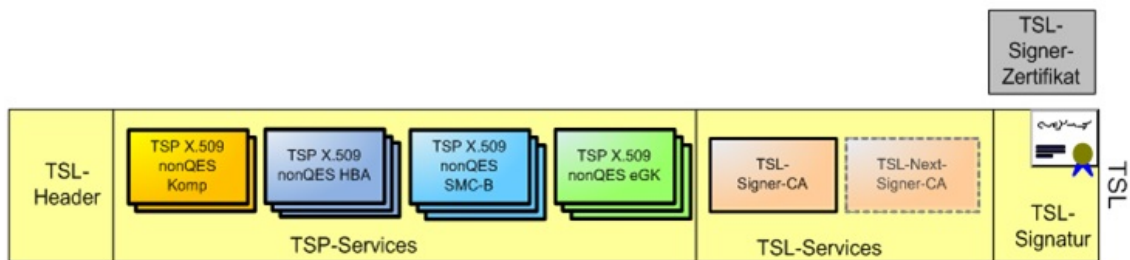 TSL-
Signer-
Zertifikat
TSL-
Header
TSP X.509
nonQES
Komp
TSP X.509
nonQES HBA
TSP X.509
nonQES
SMC-B
TSP X.509
nonQES eGK
TSP-Services
TSL-
Signer-CA
TSL-Next-
Signer-CA
TSL-Services
TSL-
Signatur
TSL